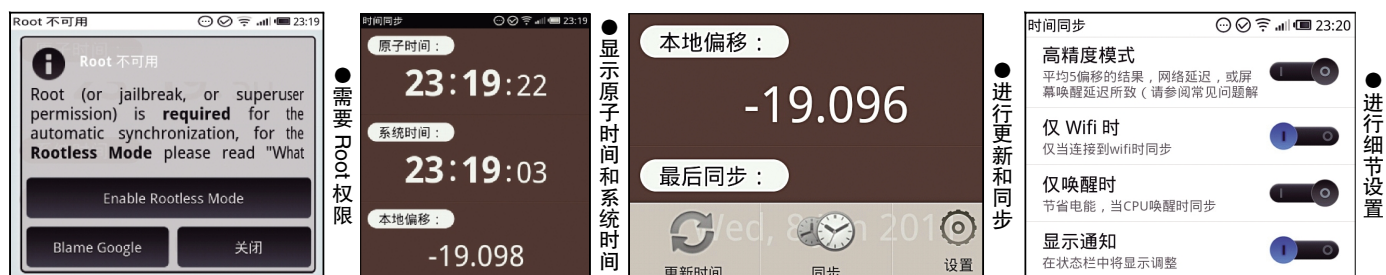 Root 不可用
23:19
Root 不可用
Root (or jailbreak, or superuser
permission) is required for the
automatic synchronization, for the
Rootless Mode please read "What
Enable Rootless Mode
Blame Google
关闭
●需要 Root 权限
时间同步
23:19
原子时间：
23:19:22
系统时间：
23:19:03
本地偏移：
-19.098
●显示原子时间和系统时间
本地偏移：
-19.096
最后同步：
Wed, 8 Jan 201
更新时间
同步
设置
●进行更新和同步
时间同步
23:20
高精度模式
平均5偏移的结果，网络延迟，或屏
幕唤醒延迟所致（请参阅常见问题解
仅 Wifi 时
仅当连接到wifi时同步
仅唤醒时
节省电能，当CPU唤醒时同步
显示通知
在状态栏中将显示调整
●进行细节设置